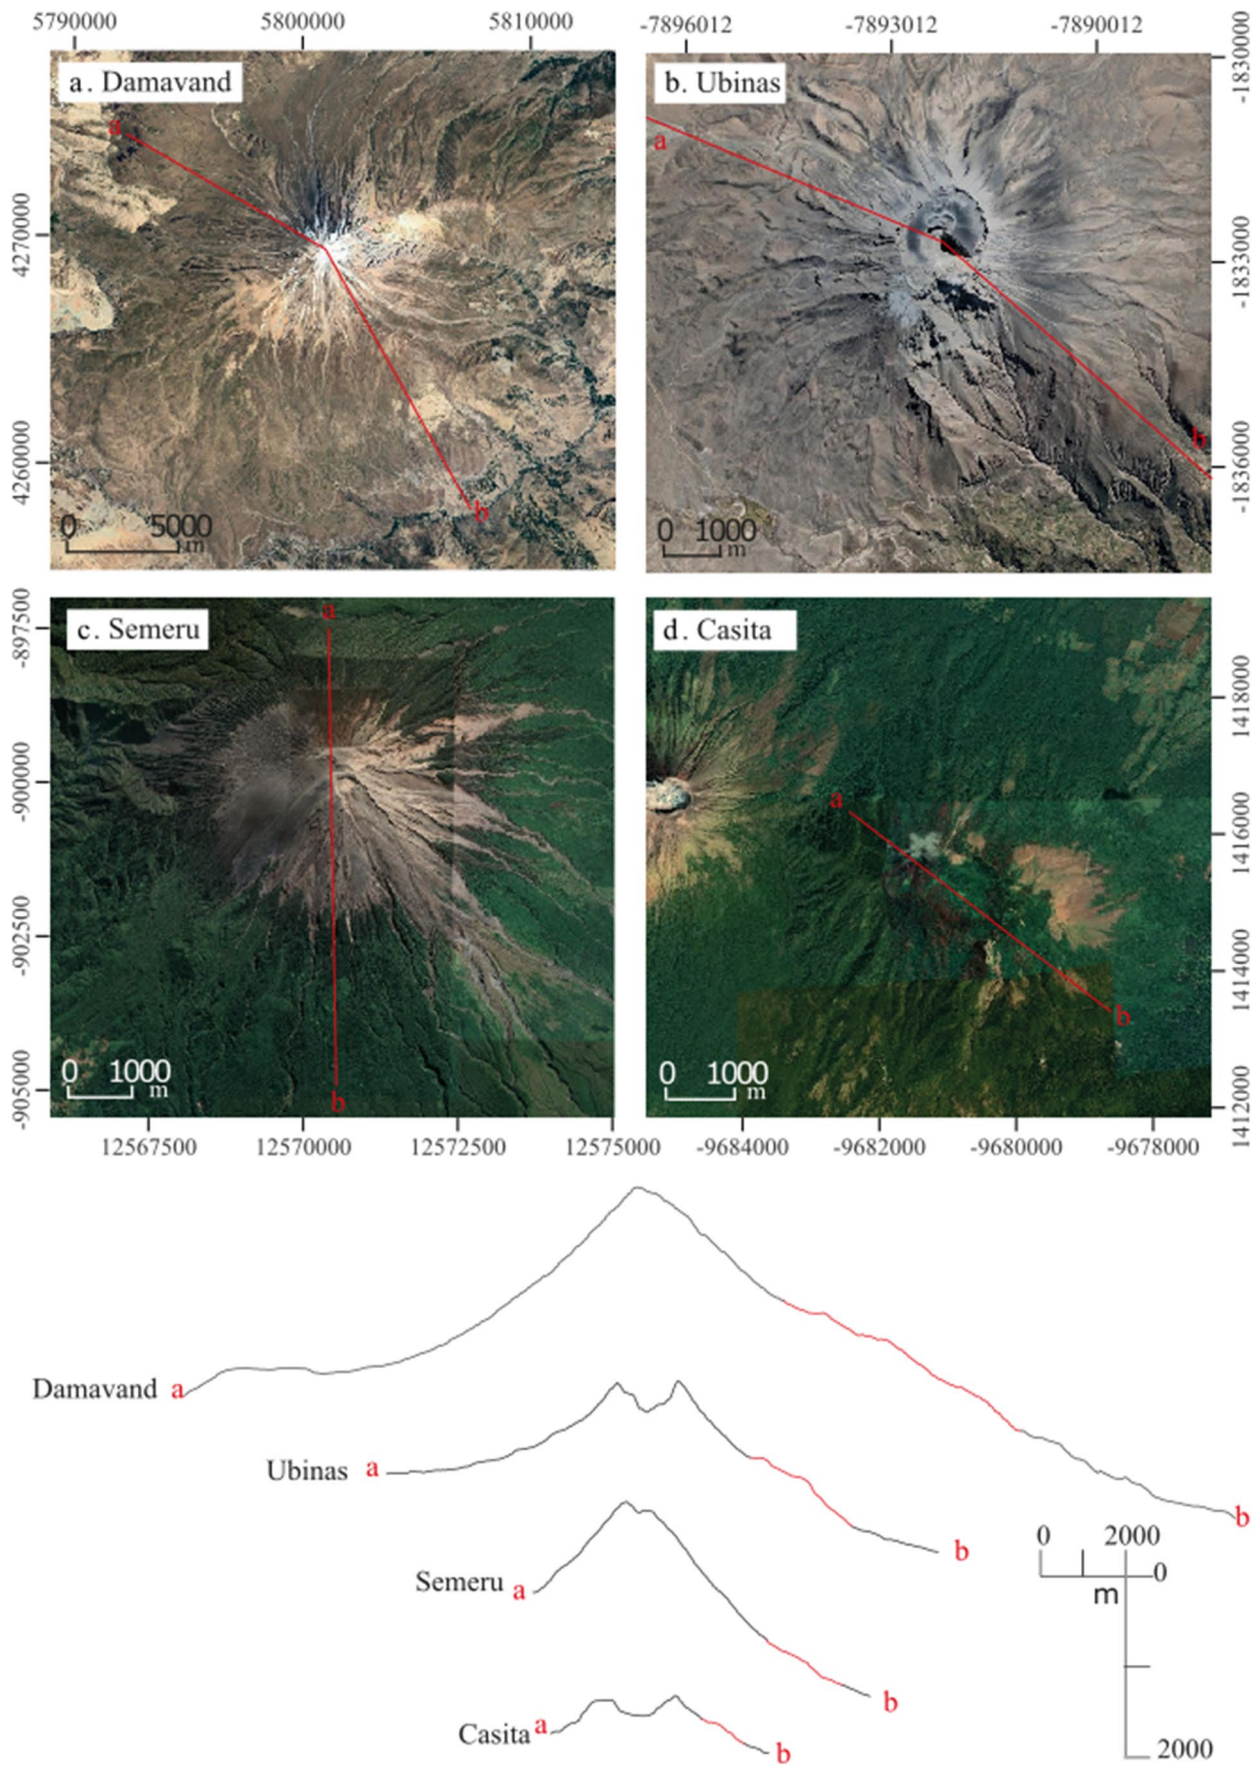 5790000 5800000 5810000 -7896012 -7893012 -7890012
a. Damavand
b. Ubinas
-1830000
a
a
4270000
-1833000
b
-1836000
4260000
b
0 5000
m
0 1000
m
-897500
a
c. Semeru
d. Casita
1418000
-900000
a
1416000
-902500
1414000
b
0 1000
m
0 1000
m
-905000
b
1412000
12567500 12570000 12572500 12575000 -9684000 -9682000 -9680000 -9678000
Damavand a
Ubinas a
b
0 2000
b
0
m
Semeru a
b
Casita a
b
2000